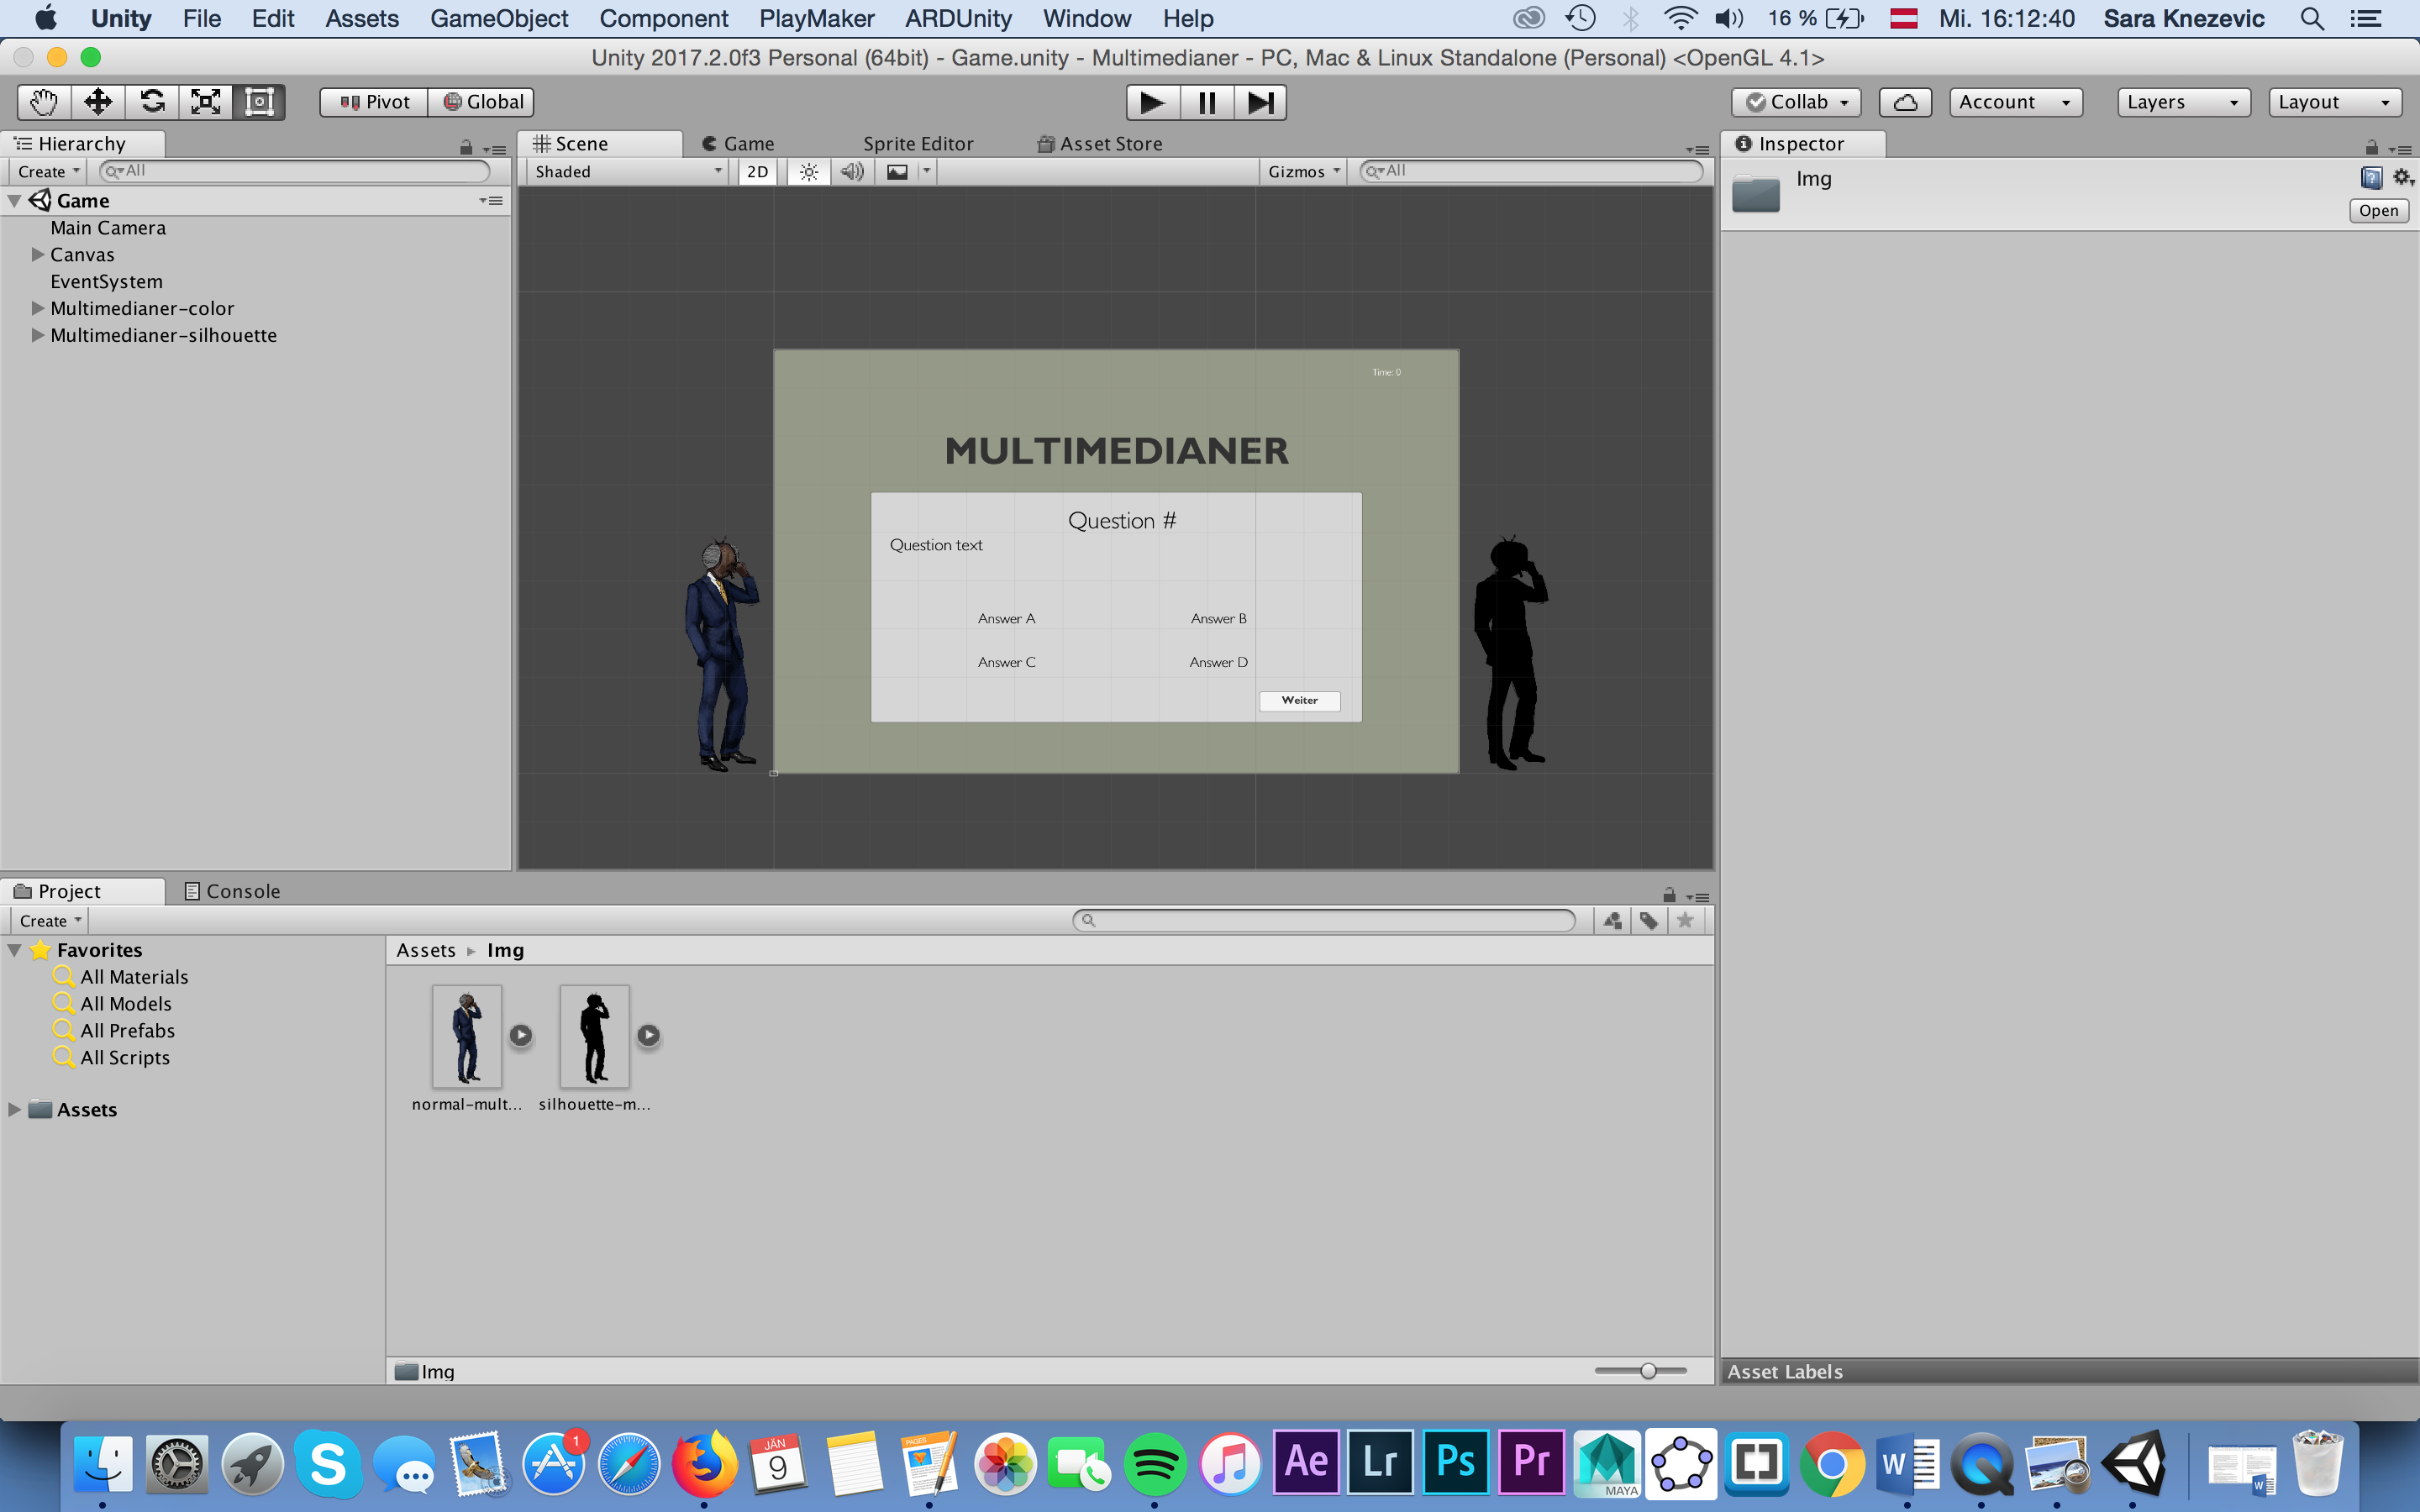 Unity File Edit Assets GameObject Component PlayMaker ARDUnity Window Help 16 % Mi. 16:12:40 Sara Knezevic
Unity 2017.2.0f3 Personal (64bit) - Game.unity - Multimedianer - PC, Mac & Linux Standalone (Personal) <OpenGL 4.1>
Pivot Global Collab Account Layers Layout
Hierarchy
Create All
Game
Main Camera
Canvas
EventSystem
Multimedianer-color
Multimedianer-silhouette
Scene Game Sprite Editor Asset Store
Shaded 2D Gizmos All
Time: 0
MULTIMEDIANER
Question #
Question text
Answer A Answer B
Answer C Answer D
Weiter
Inspector
Img
Open
Project Console
Create
Favorites
All Materials
All Models
All Prefabs
All Scripts
Assets
Assets Img
normal-mult... silhouette-m...
Img
Asset Labels
1
JÄN
9
PAGES
Ae Lr Ps Pr
MAYA
W
W